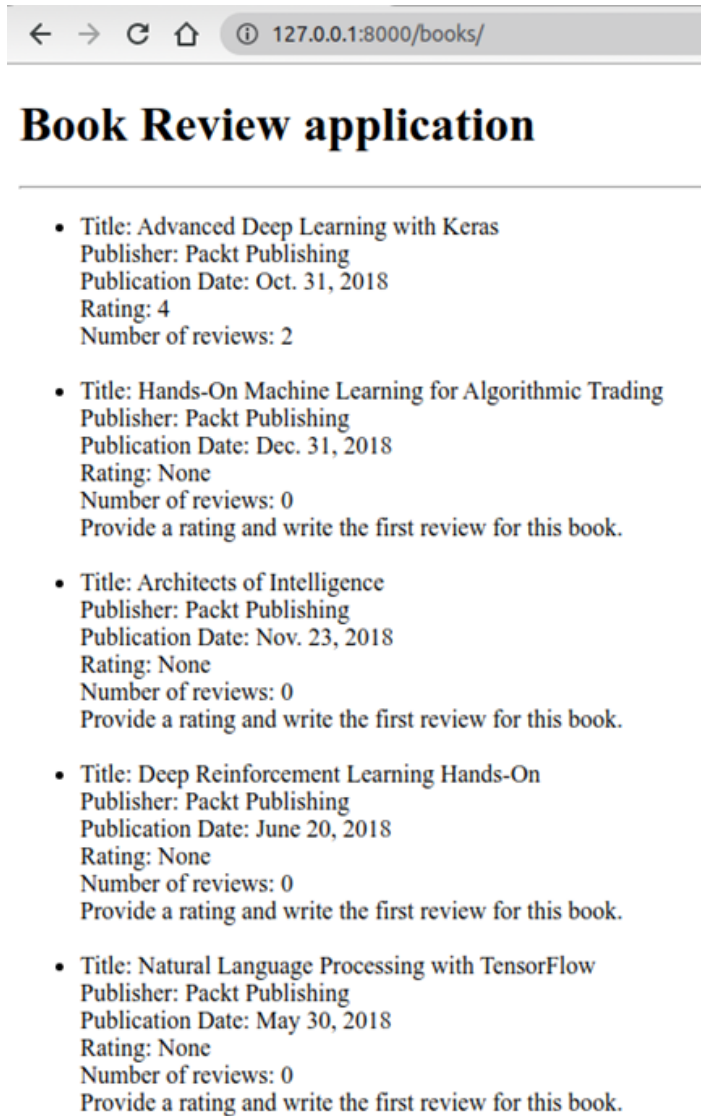 127.0.0.1:8000/books/
Book Review application
Title: Advanced Deep Learning with Keras
Publisher: Packt Publishing
Publication Date: Oct. 31, 2018
Rating: 4
Number of reviews: 2
Title: Hands-On Machine Learning for Algorithmic Trading
Publisher: Packt Publishing
Publication Date: Dec. 31, 2018
Rating: None
Number of reviews: 0
Provide a rating and write the first review for this book.
Title: Architects of Intelligence
Publisher: Packt Publishing
Publication Date: Nov. 23, 2018
Rating: None
Number of reviews: 0
Provide a rating and write the first review for this book.
Title: Deep Reinforcement Learning Hands-On
Publisher: Packt Publishing
Publication Date: June 20, 2018
Rating: None
Number of reviews: 0
Provide a rating and write the first review for this book.
Title: Natural Language Processing with TensorFlow
Publisher: Packt Publishing
Publication Date: May 30, 2018
Rating: None
Number of reviews: 0
Provide a rating and write the first review for this book.